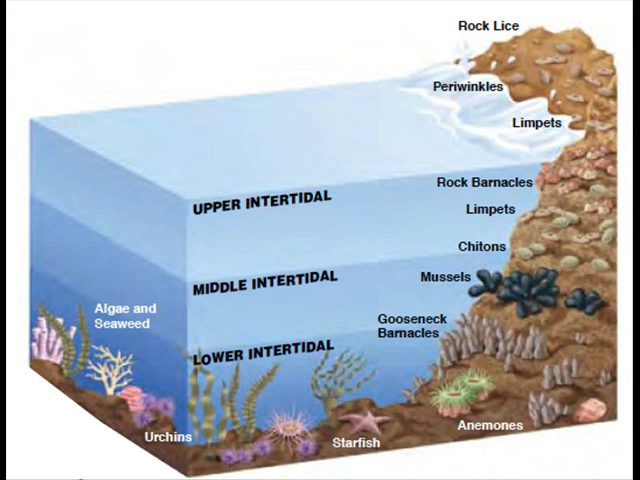 Rock Lice
Periwinkles
Limpets
Rock Barnacles
UPPER INTERTIDAL
Limpets
Chitons
Mussels
MIDDLE INTERTIDAL
Algae and
Seaweed
Gooseneck
Barnacles
LOWER INTERTIDAL
Anemones
Urchins
Starfish